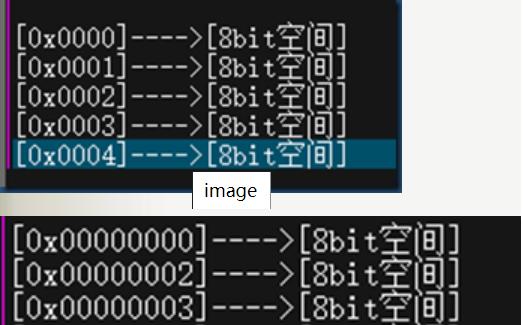 [0x0000]---->[8bit空间]
[0x0001]---->[8bit空间]
[0x0002]---->[8bit空间]
[0x0003]---->[8bit空间]
[0x0004]---->[8bit空间]
image
[0x00000000]---->[8bit空间]
[0x00000002]---->[8bit空间]
[0x00000003]---->[8bit空间]